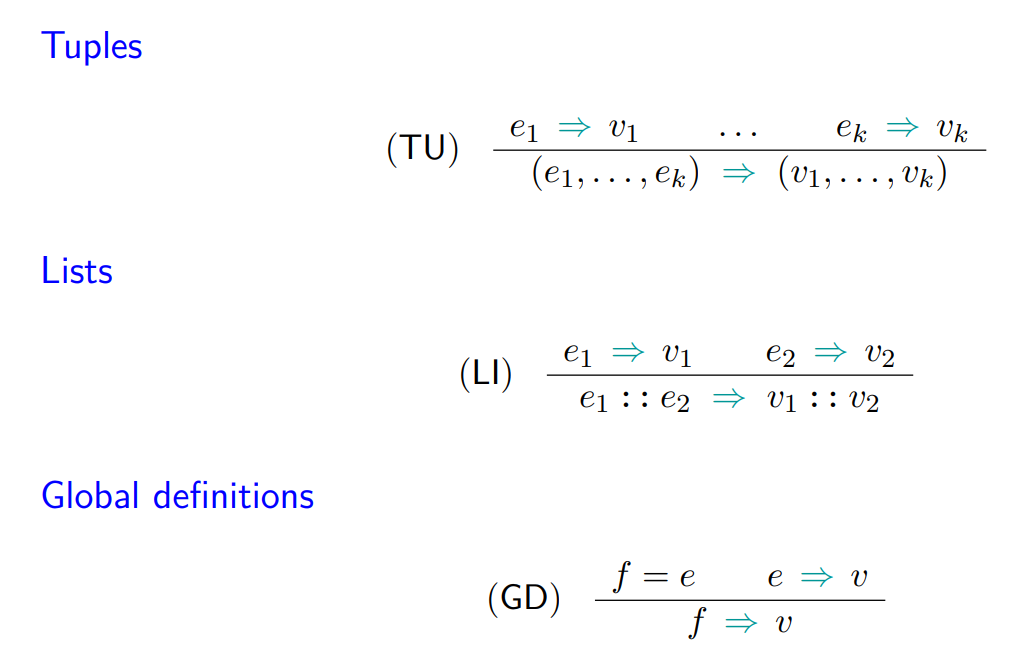 Tuples
(TU) e₁ ⇒ v₁ … eₖ ⇒ vₖ
(e₁, …, eₖ) ⇒ (v₁, …, vₖ)
Lists
(LI) e₁ ⇒ v₁ e₂ ⇒ v₂
e₁ :: e₂ ⇒ v₁ :: v₂
Global definitions
(GD) f = e e ⇒ v
f ⇒ v